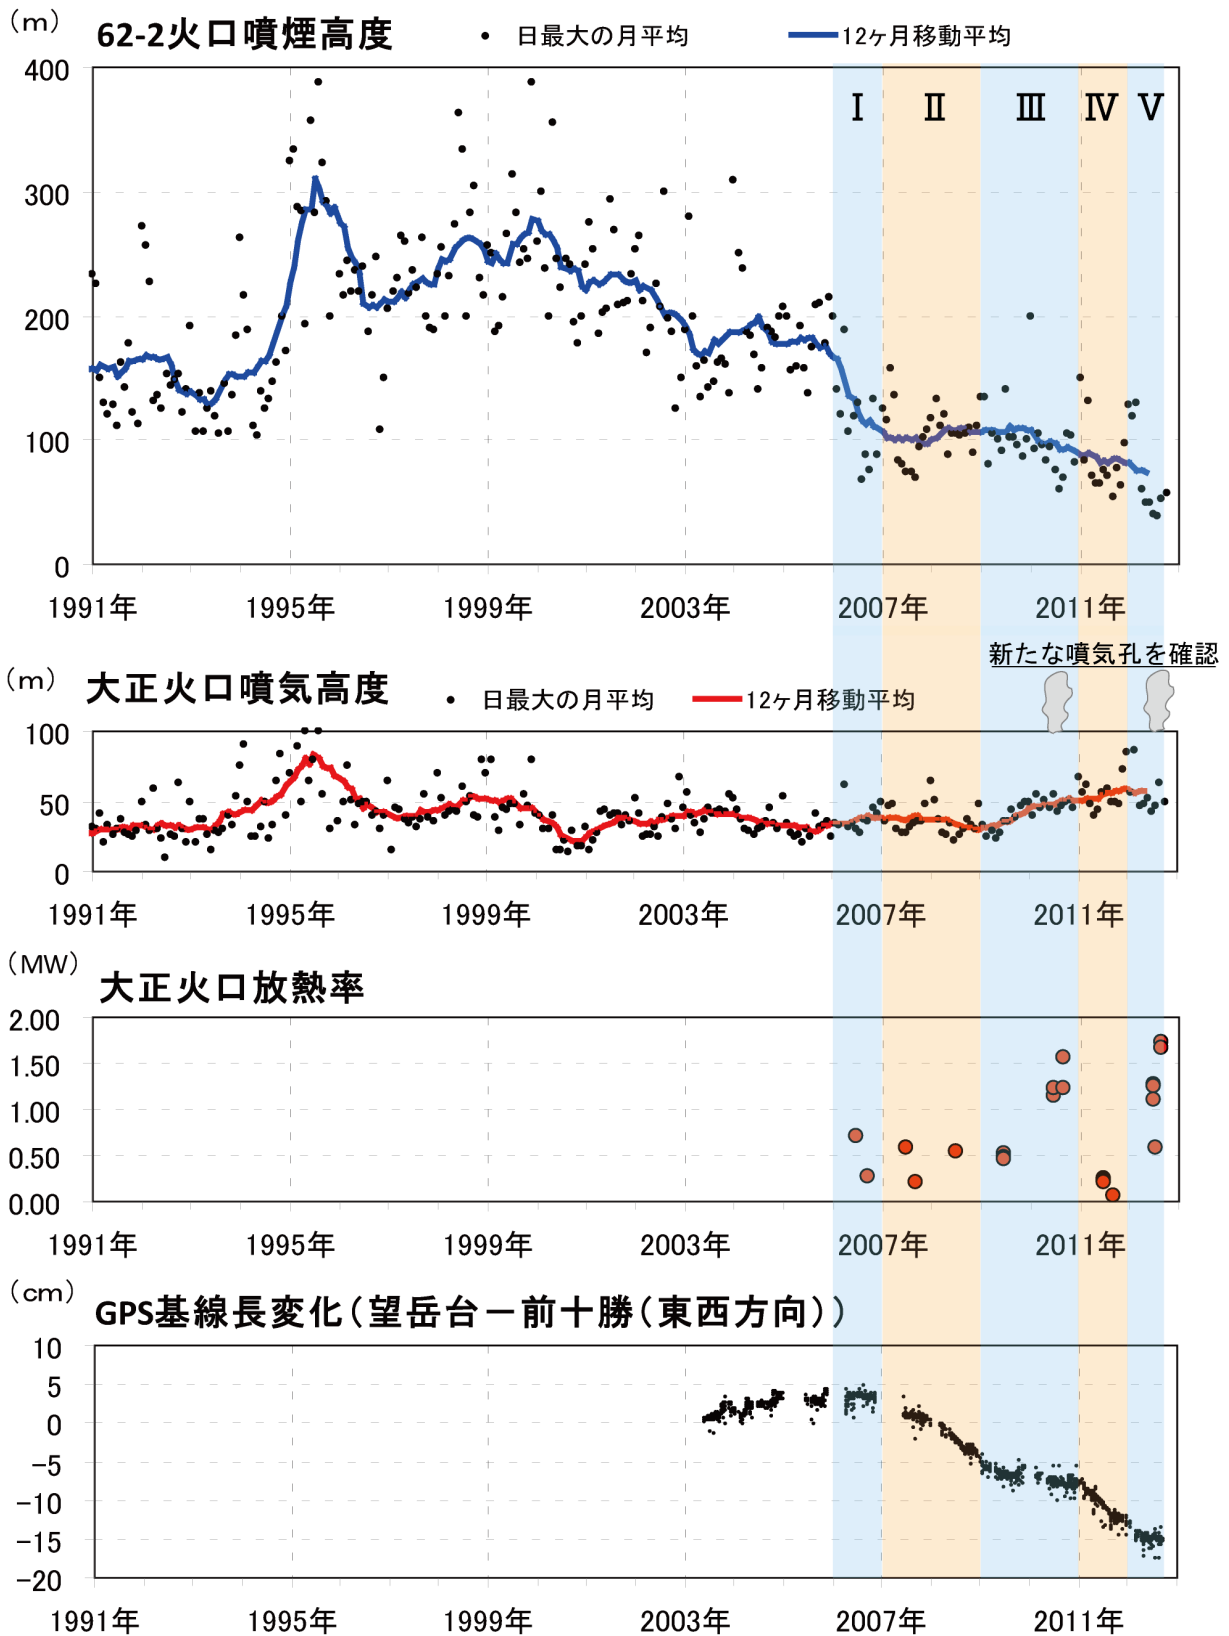 （m）
62-2火口噴煙高度
日最大の月平均
12ヶ月移動平均
400
300
200
100
0
Ⅰ Ⅱ Ⅲ Ⅳ Ⅴ
1991年 1995年 1999年 2003年 2007年 2011年
新たな噴気孔を確認
（m）
大正火口噴気高度
日最大の月平均
12ヶ月移動平均
100
50
0
1991年 1995年 1999年 2003年 2007年 2011年
（MW）
大正火口放熱率
2.00
1.50
1.00
0.50
0.00
1991年 1995年 1999年 2003年 2007年 2011年
（cm）
GPS基線長変化（望岳台－前十勝（東西方向））
10
5
0
-5
-10
-15
-20
1991年 1995年 1999年 2003年 2007年 2011年